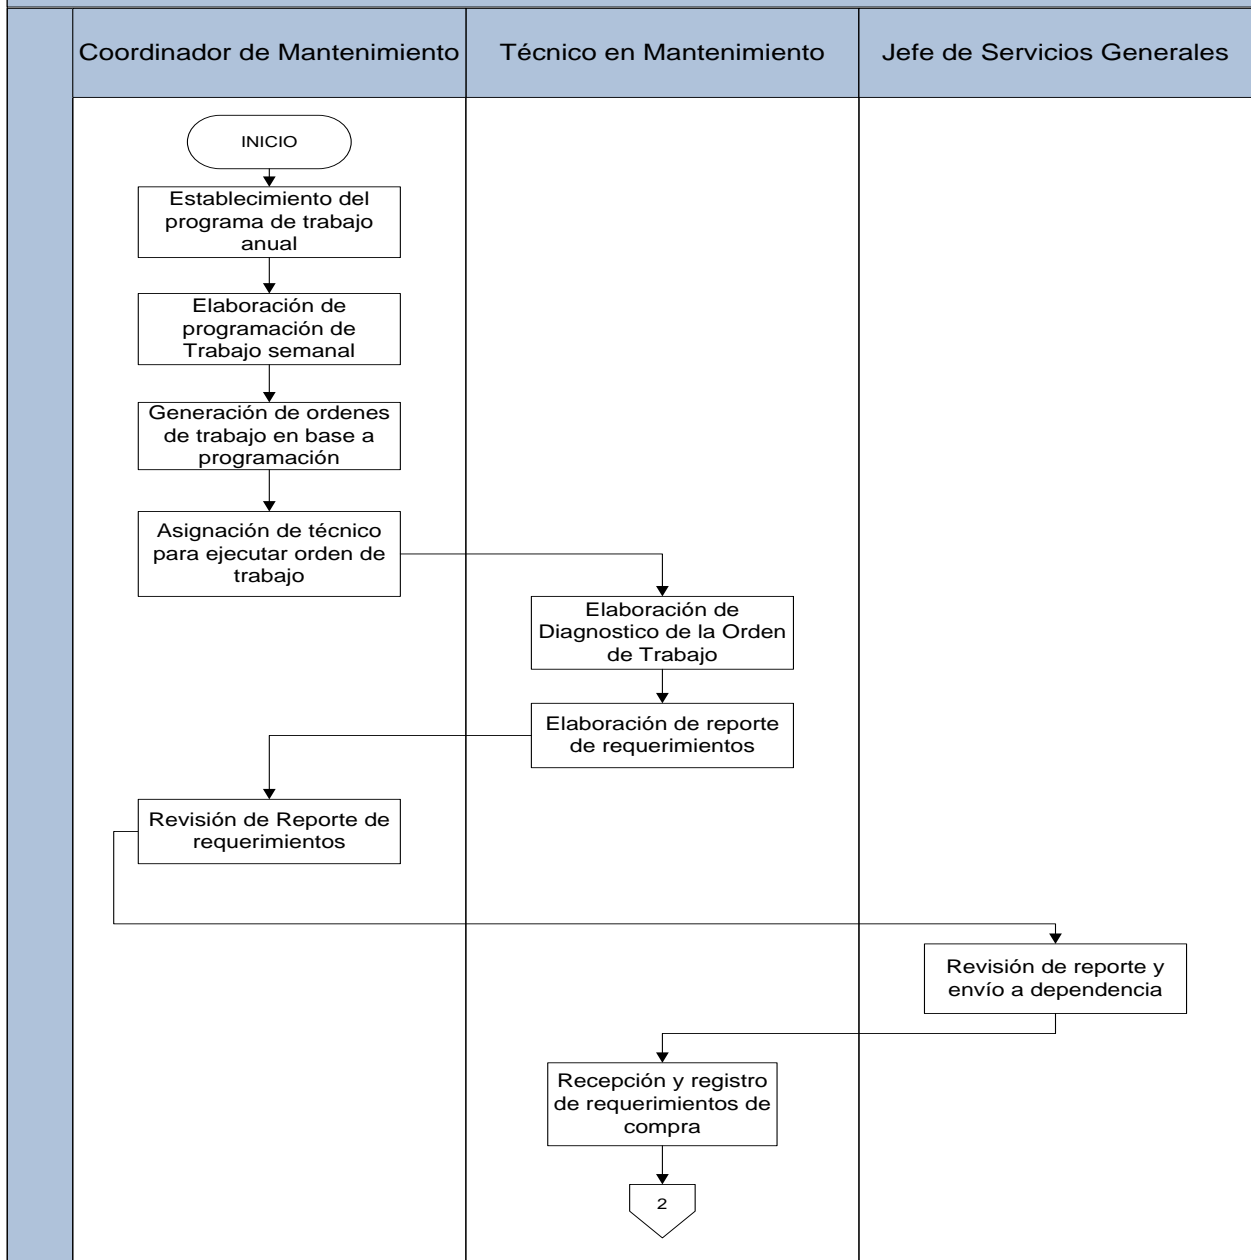 Coordinador de Mantenimiento
Técnico en Mantenimiento
Jefe de Servicios Generales
INICIO
Establecimiento del
programa de trabajo
anual
Elaboración de
programación de
Trabajo semanal
Generación de ordenes
de trabajo en base a
programación
Asignación de técnico
para ejecutar orden de
trabajo
Elaboración de
Diagnostico de la Orden
de Trabajo
Elaboración de reporte
de requerimientos
Revisión de Reporte de
requerimientos
Revisión de reporte y
envío a dependencia
Recepción y registro
de requerimientos de
compra
2